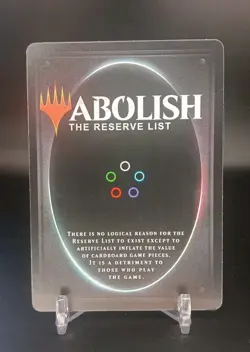 ABOLISH
THE RESERVE LIST
THERE IS NO LOGICAL REASON FOR THE
RESERVE LIST TO EXIST EXCEPT TO
ARTIFICIALLY INFLATE THE VALUE
OF CARDBOARD GAME PIECES.
IT IS A DETRIMENT TO
THOSE WHO PLAY
THE GAME.